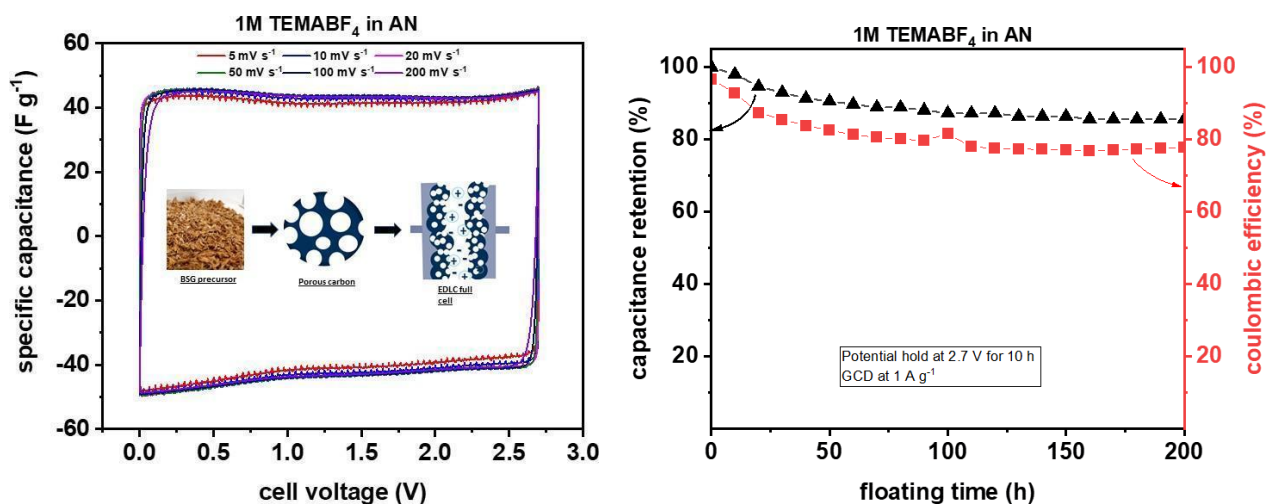 1M TEMABF₄ in AN
5 mV s⁻¹ 10 mV s⁻¹ 20 mV s⁻¹
50 mV s⁻¹ 100 mV s⁻¹ 200 mV s⁻¹
specific capacitance (F g⁻¹)
60
40
20
0
-20
-40
-60
BSG precursor
Porous carbon
EDLC full
cell
0.0 0.5 1.0 1.5 2.0 2.5 3.0
cell voltage (V)
1M TEMABF₄ in AN
capacitance retention (%)
100
80
60
40
20
Potential hold at 2.7 V for 10 h
GCD at 1 A g⁻¹
100
80
60
40
20
coulombic efficiency (%)
0 50 100 150 200
floating time (h)